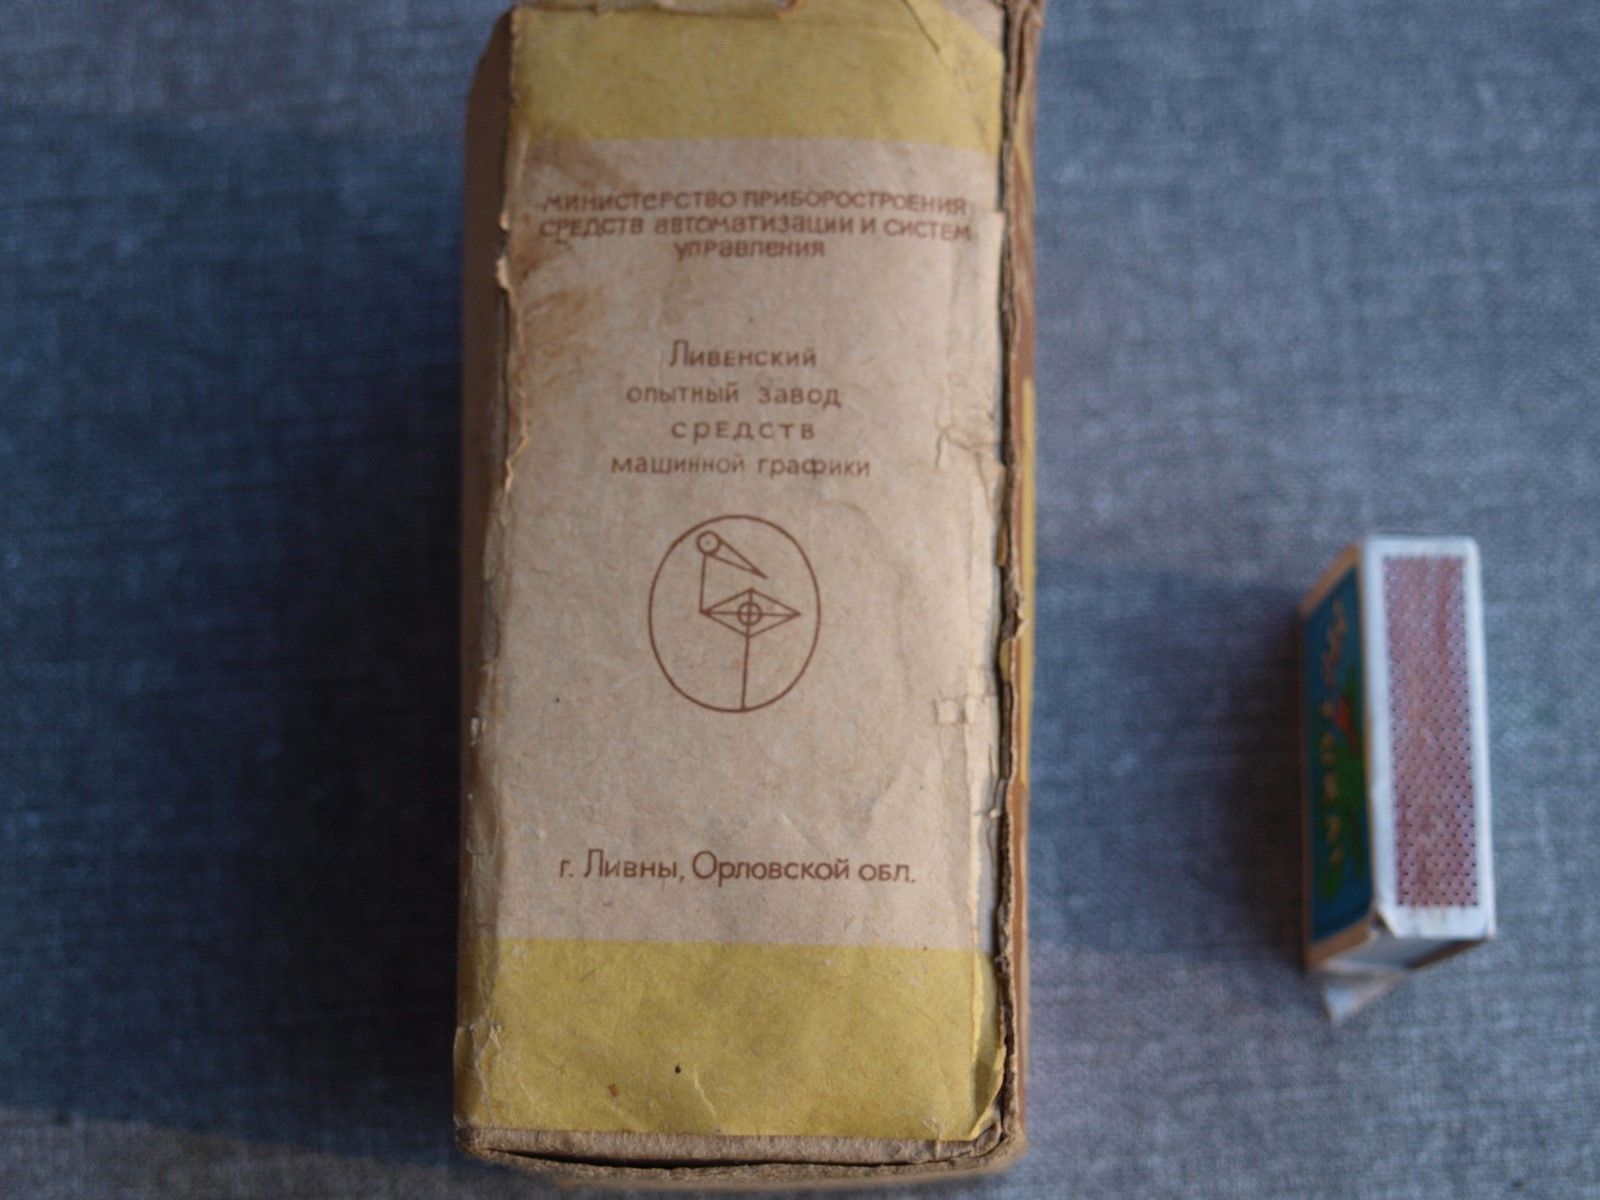 МИНИСТЕРСТВО ПРИБОРОСТРОЕНИЯ
СРЕДСТВ АВТОМАТИЗАЦИИ И СИСТЕМ
УПРАВЛЕНИЯ
Ливенский
опытный завод
средств
машинной графики
г. Ливны, Орловской обл.